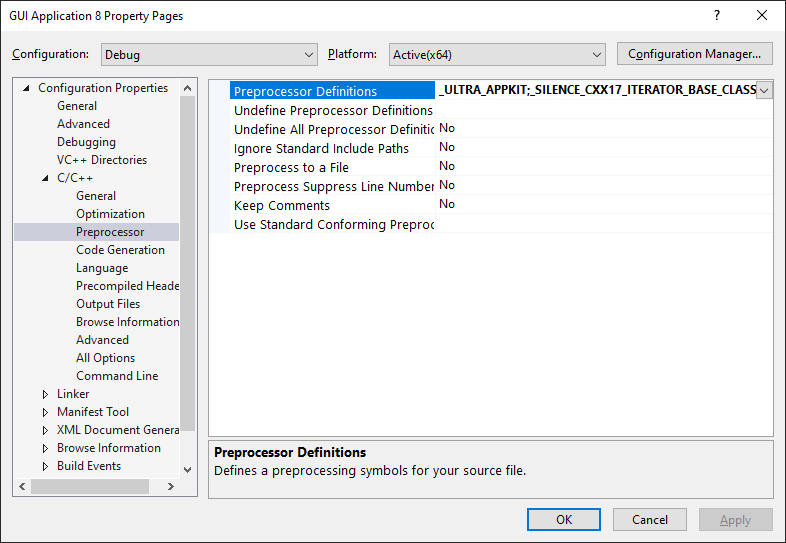 GUI Application 8 Property Pages
Configuration: Debug Platform: Active(x64) Configuration Manager...
Configuration Properties
General
Advanced
Debugging
VC++ Directories
C/C++
General
Optimization
Preprocessor
Code Generation
Language
Precompiled Heade
Output Files
Browse Information
Advanced
All Options
Command Line
Linker
Manifest Tool
XML Document Genera
Browse Information
Build Events
Preprocessor Definitions _ULTRA_APPKIT;_SILENCE_CXX17_ITERATOR_BASE_CLASS
Undefine Preprocessor Definitions
Undefine All Preprocessor Definitic No
Ignore Standard Include Paths No
Preprocess to a File No
Preprocess Suppress Line Number No
Keep Comments No
Use Standard Conforming Preproc
Preprocessor Definitions
Defines a preprocessing symbols for your source file.
OK Cancel Apply